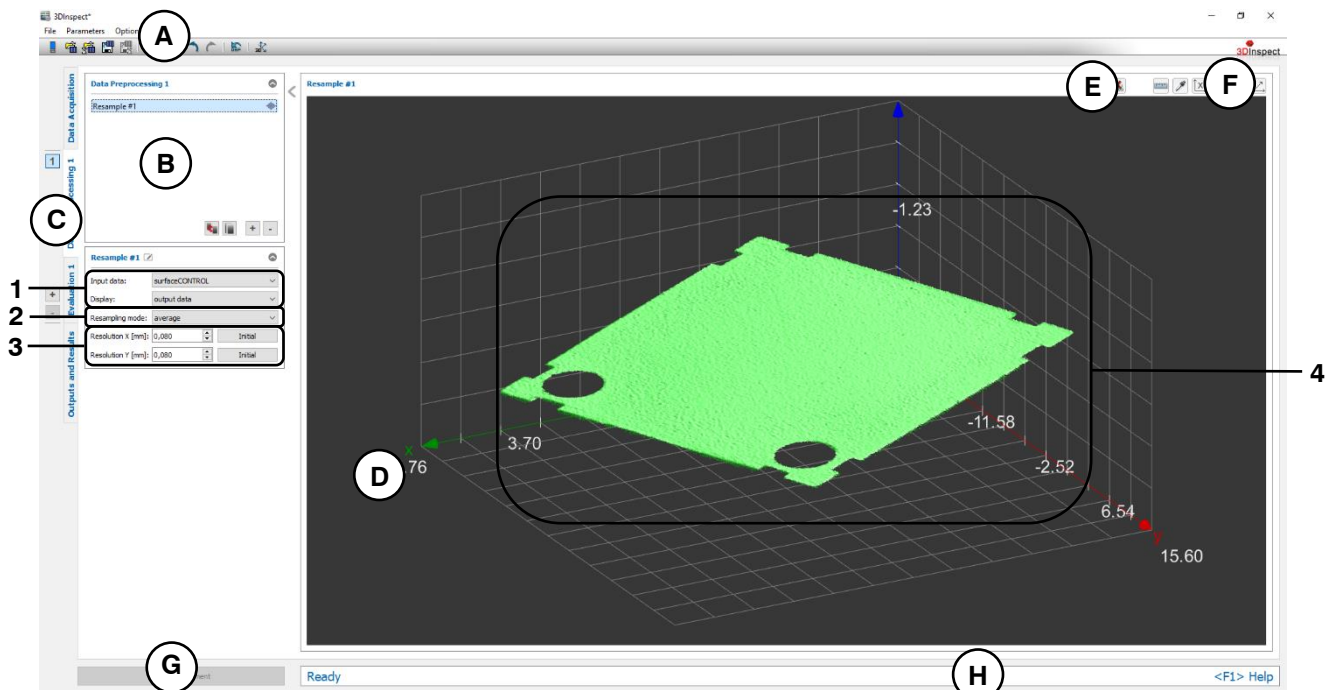 3DInspect*
File Parameters
A
3DInspect
Data Acquisition
Evaluation 1
Outputs and Results
1
+
-
C
Data Preprocessing 1
Resample #1
B
+ -
Resample #1
1
Input data: surfaceCONTROL
Display: output data
2
Resampling mode: average
3
Resolution X [mm]: 0,080 Initial
Resolution Y [mm]: 0,080 Initial
Resample #1
E
F
-1.23
4
-11.58
3.70
X
.76
D
-2.52
6.54
Y
15.60
G
Ready
H
<F1> Help